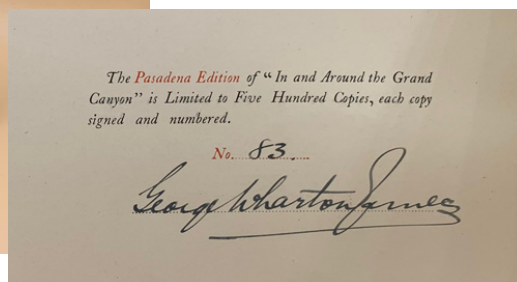 The Pasadena Edition of “In and Around the Grand
Canyon” is Limited to Five Hundred Copies, each copy
signed and numbered.
No. 83.
George Wharton James